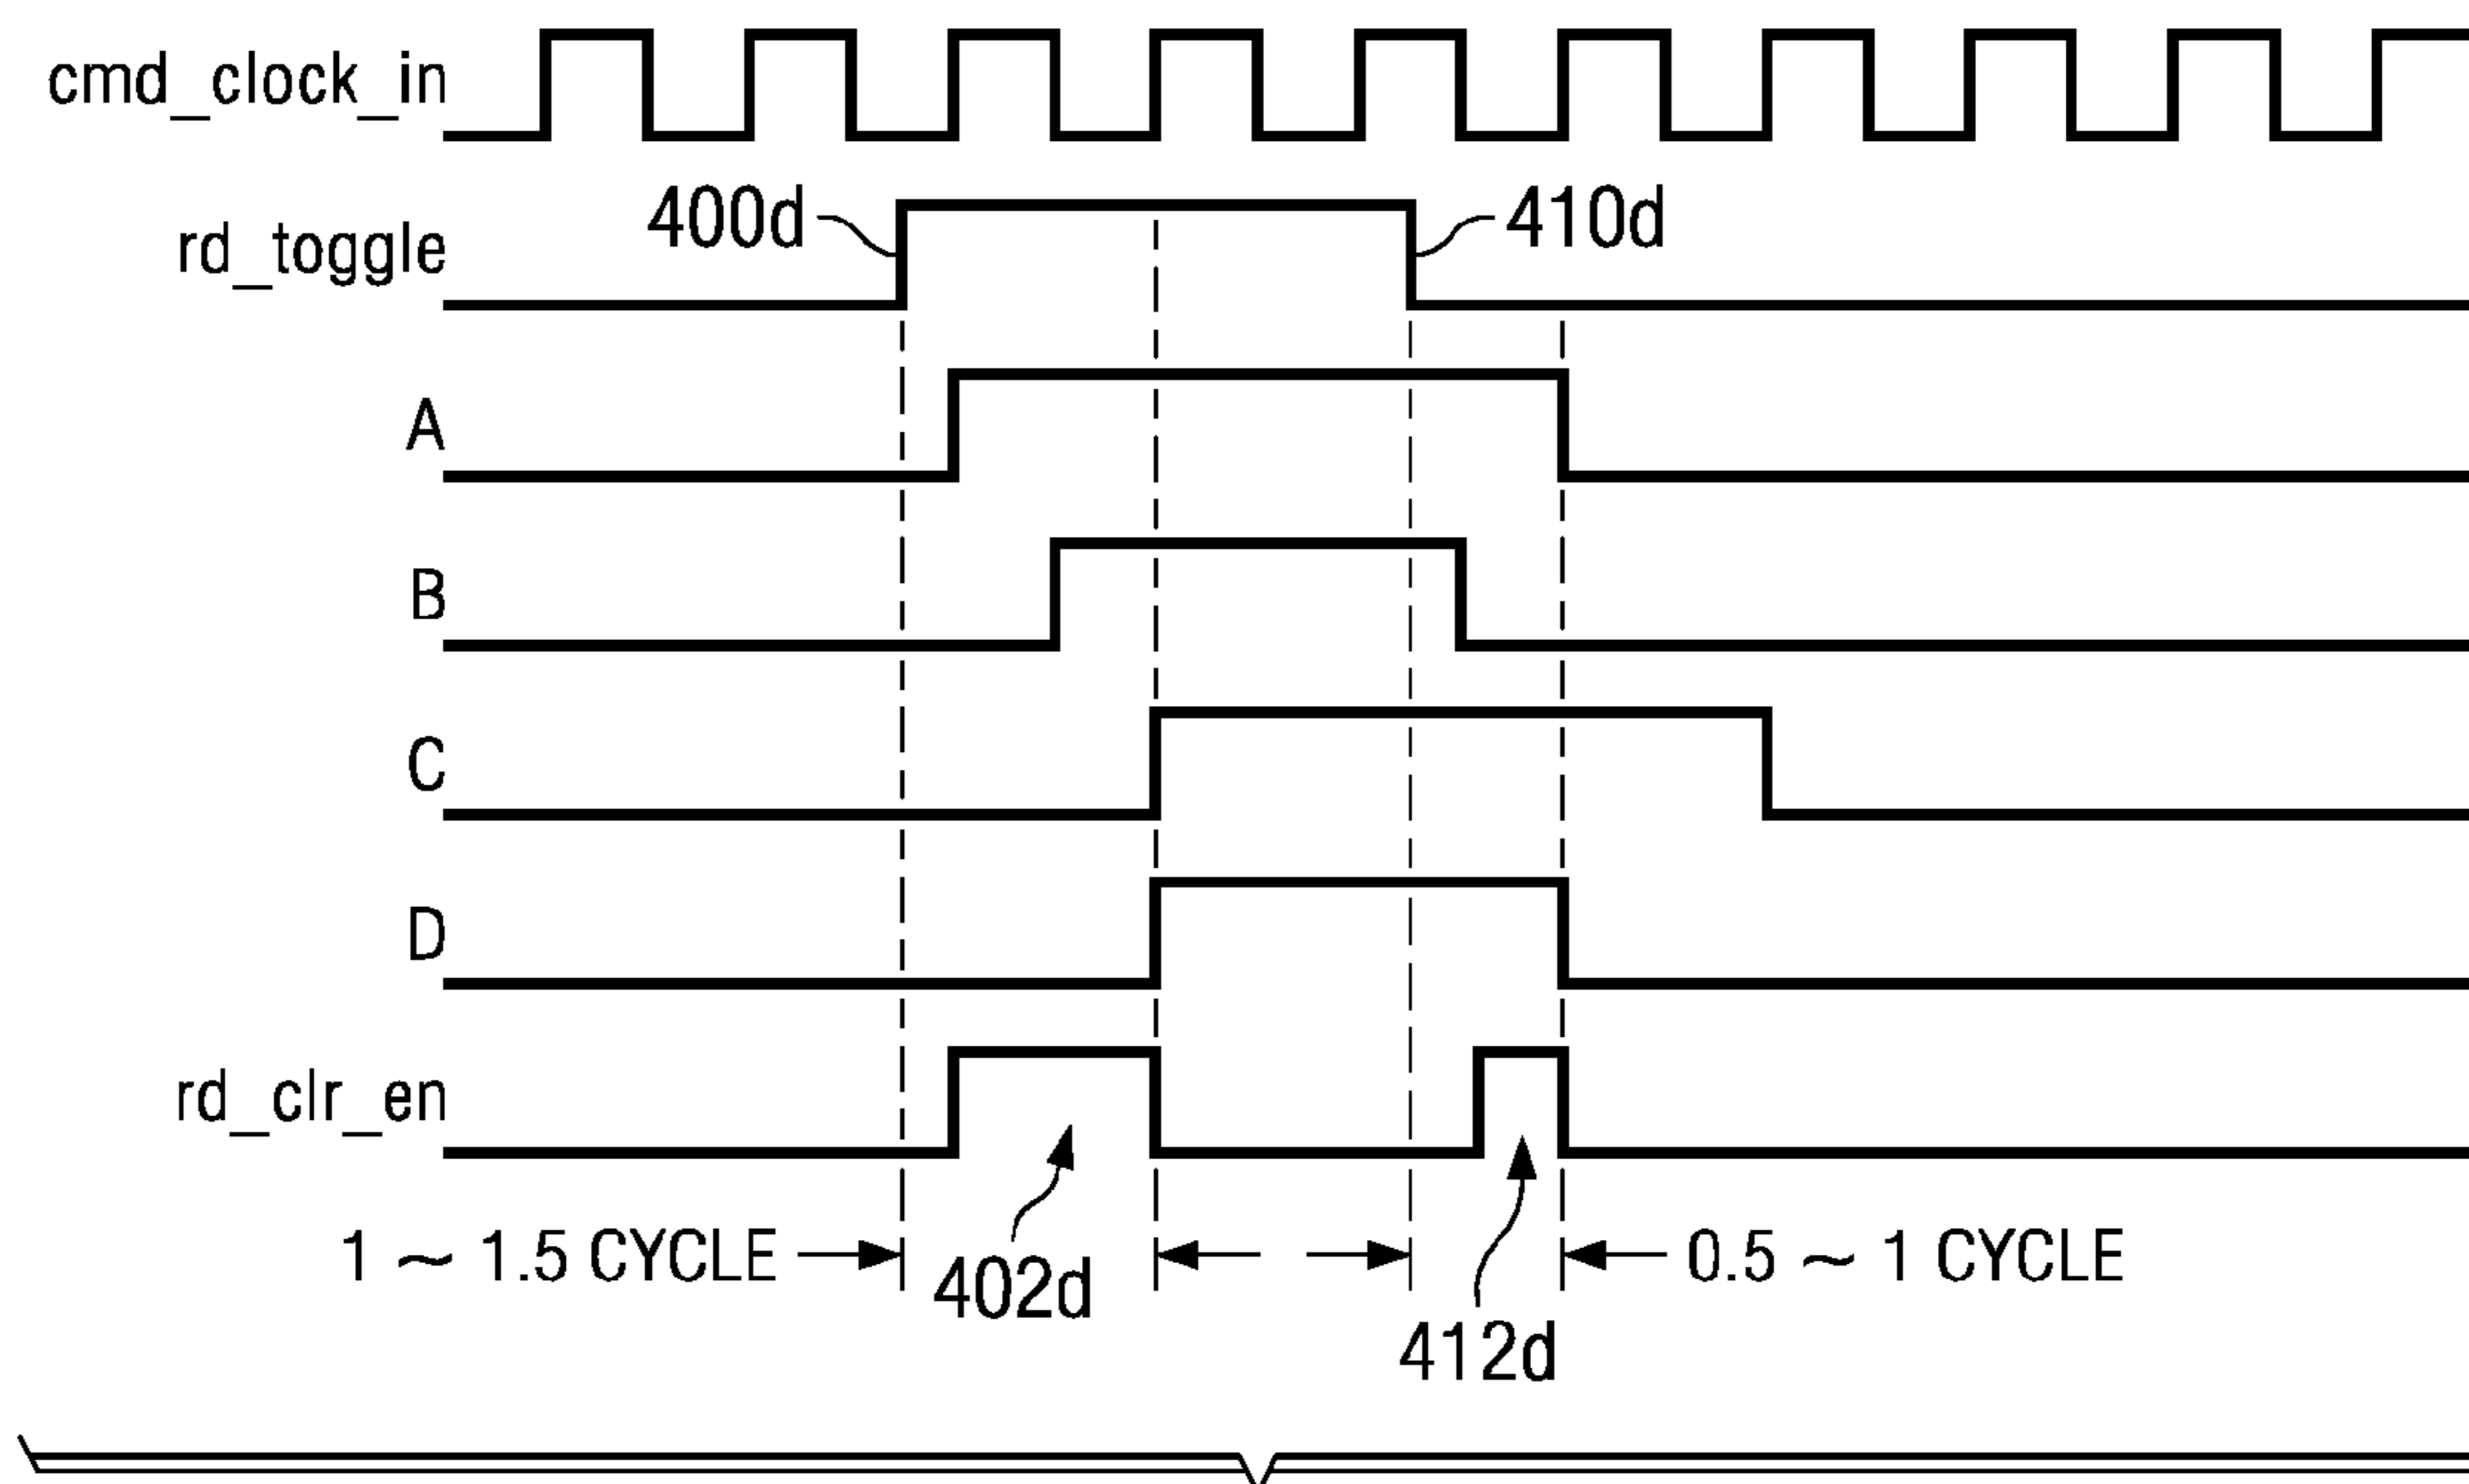 cmd_clock_in
400d
410d
rd_toggle
A
B
C
D
rd_clr_en
1 ~ 1.5 CYCLE
0.5 ~ 1 CYCLE
402d
412d